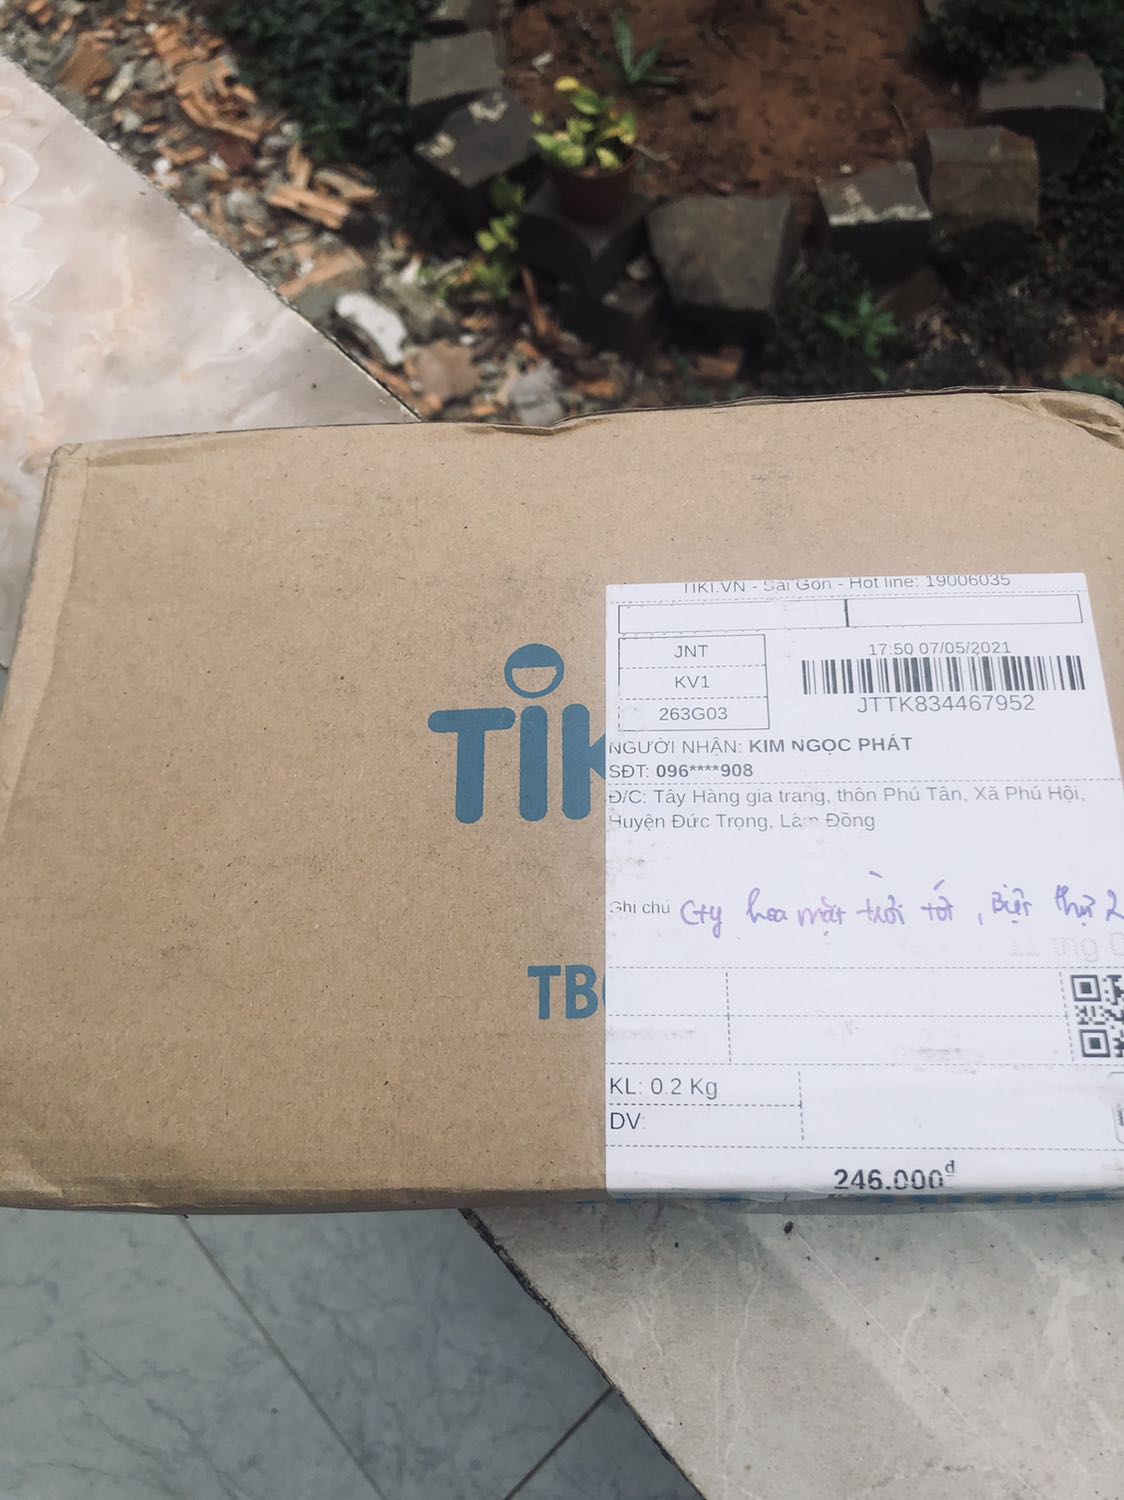 TIKI.VN - Sài Gòn - Hot line: 19006035
JNT
KV1
263G03
17:50 07/05/2021
JTTK834467952
NGƯỜI NHẬN: KIM NGỌC PHÁT
SĐT: 096****908
Đ/C: Tây Hàng gia trang, thôn Phú Tân, Xã Phú Hội,
Huyện Đức Trọng, Lâm Đồng
Ghi chú Cty hoa mặt trời tớ, Biệt thự 2
KL: 0.2 Kg
DV:
246.000đ
TIK
TB